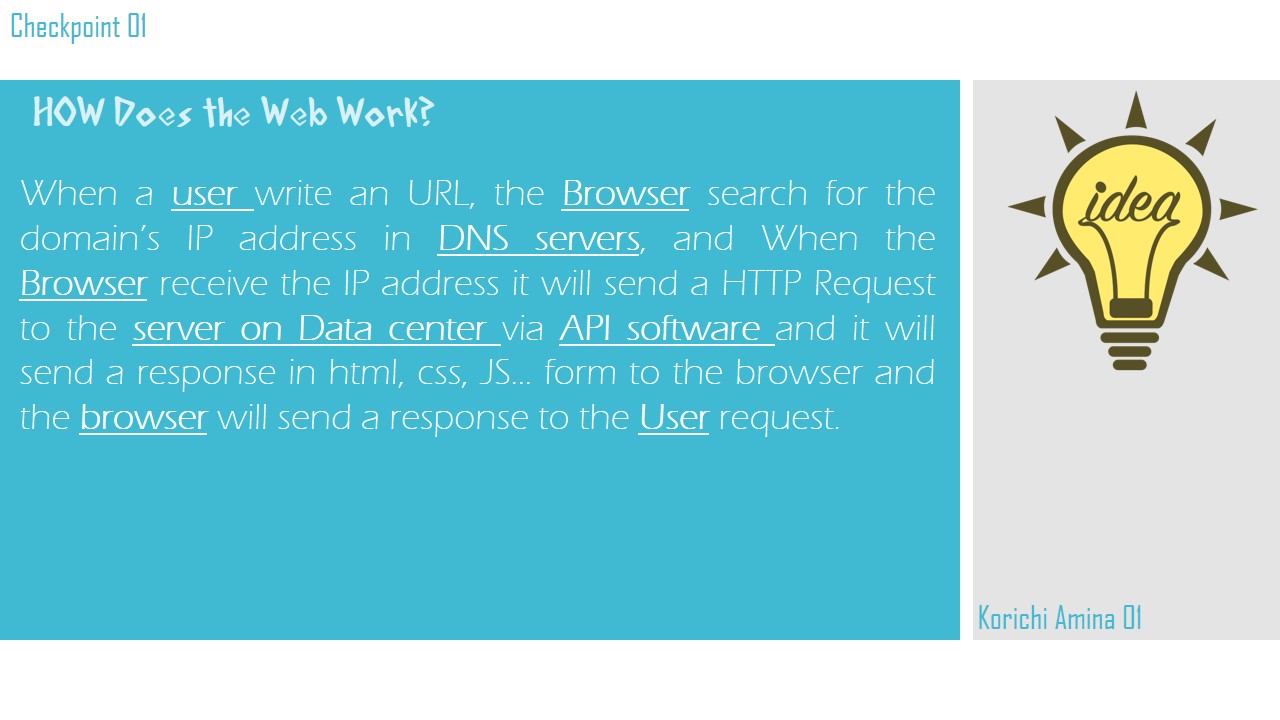 Checkpoint 01
HOW Does the Web Work?
When a user write an URL, the Browser search for the
domain’s IP address in DNS servers, and When the
Browser receive the IP address it will send a HTTP Request
to the server on Data center via API software and it will
send a response in html, css, JS... form to the browser and
the browser will send a response to the User request.
idea
Korichi Amina 01